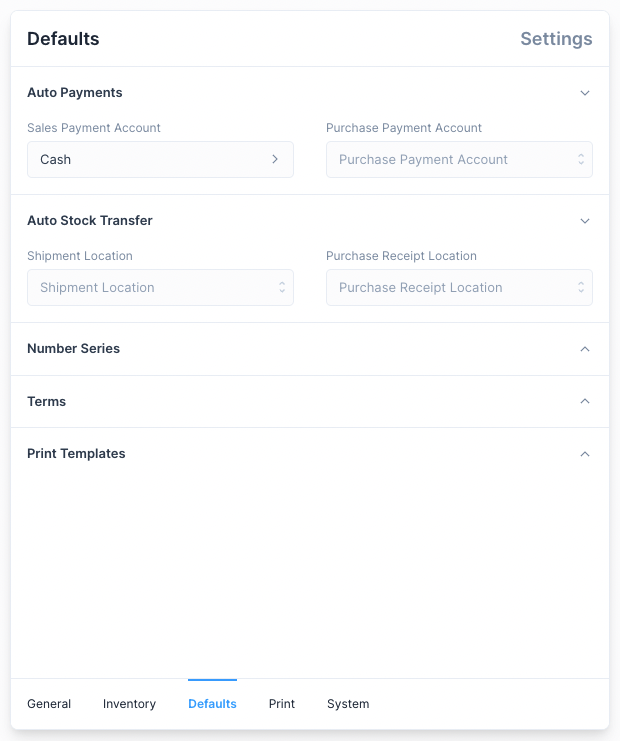 Defaults Settings
Auto Payments
Sales Payment Account Purchase Payment Account
Cash Purchase Payment Account
Auto Stock Transfer
Shipment Location Purchase Receipt Location
Shipment Location Purchase Receipt Location
Number Series
Terms
Print Templates
General Inventory Defaults Print System